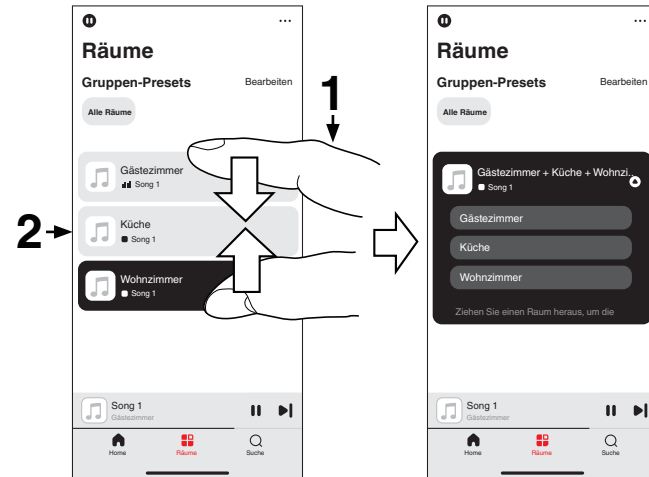 Räume
Gruppen-Presets Bearbeiten
Alle Räume
1
Gästezimmer
Song 1
2
Küche
Song 1
Wohnzimmer
Song 1
Song 1
Gästezimmer
Home Räume Suche
Räume
Gruppen-Presets Bearbeiten
Alle Räume
Gästezimmer + Küche + Wohnzi..
Song 1
Gästezimmer
Küche
Wohnzimmer
Ziehen Sie einen Raum heraus, um die
Song 1
Gästezimmer
Home Räume Suche